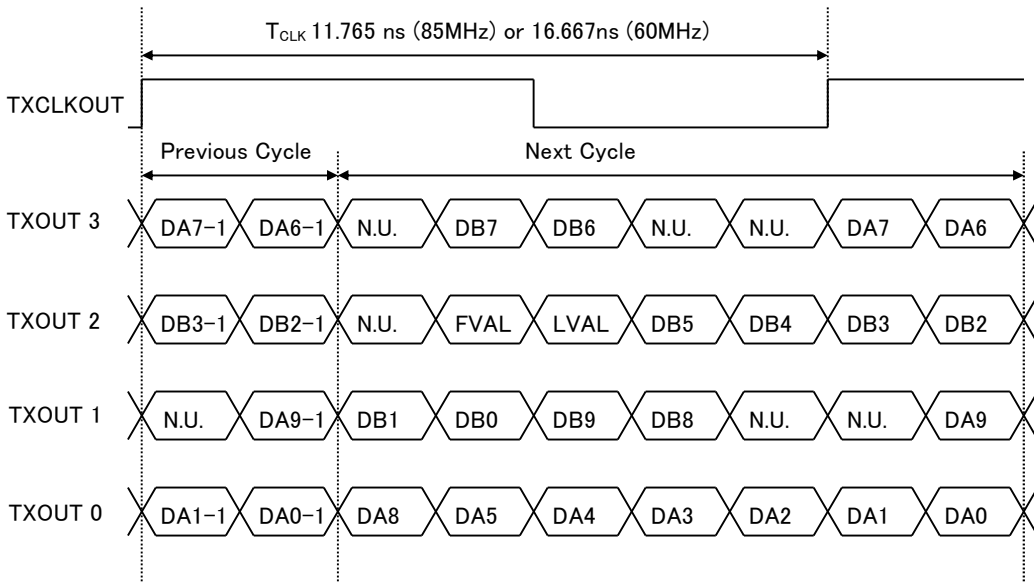 T_CLK 11.765 ns (85MHz) or 16.667ns (60MHz)
TXCLKOUT
Previous Cycle Next Cycle
TXOUT 3 DA7-1 DA6-1 N.U. DB7 DB6 N.U. N.U. DA7 DA6
TXOUT 2 DB3-1 DB2-1 N.U. FVAL LVAL DB5 DB4 DB3 DB2
TXOUT 1 N.U. DA9-1 DB1 DB0 DB9 DB8 N.U. N.U. DA9
TXOUT 0 DA1-1 DA0-1 DA8 DA5 DA4 DA3 DA2 DA1 DA0